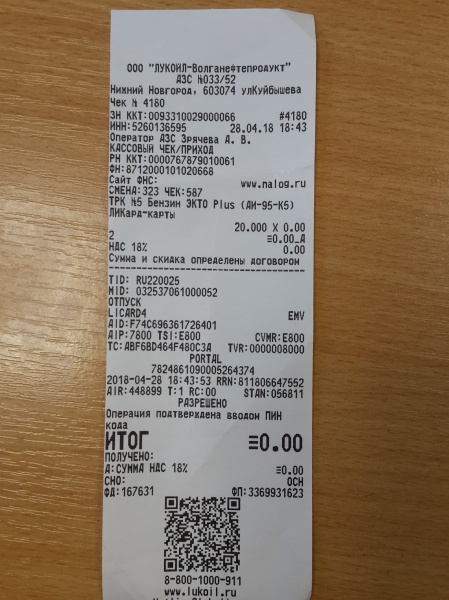 ООО "ЛУКОЙЛ-Волганефтепродукт"
АЗС №033/52
Нижний Новгород, 603074 улКуйбышева
Чек № 4180
ЗН ККТ:0093310029000066 #4180
ИНН:5260136595 28.04.18 18:43
Оператор АЗС Зрячева А. В.
КАССОВЫЙ ЧЕК/ПРИХОД
РН ККТ:0000767879010061
ФН:8712000101020668
Сайт ФНС: www.nalog.ru
СМЕНА:323 ЧЕК:587
ТРК №5 Бензин ЭКТО Plus (АИ-95-К5)
ЛИКард-карты
20.000 X 0.00
2 ≡0.00_А
НДС 18% 0.00
Сумма и скидка определены договором
TID: RU220025
MID: 032537061000052
ОТПУСК
LICARD4 EMV
AID:F74C696361726401
AIP:7800 TSI:E800 CVMR:E800
TC:ABF6BD464F480C3A TVR:0000008000
PORTAL
7824861090005264374
2018-04-28 18:43:53 RRN:811806647552
AIR:448899 T:1 RC:00 STAN:056811
РАЗРЕШЕНО
Операция подтверждена вводом ПИН
кода
ИТОГ ≡0.00
ПОЛУЧЕНО:
А:СУММА НДС 18% ≡0.00
СНО: ОСН
ФД:167631 ФП:3369931623
8-800-1000-911
www.lukoil.ru